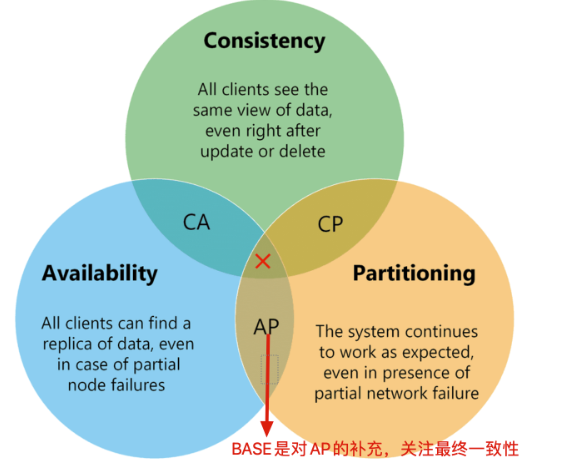 Consistency
All clients see the
same view of data,
even right after
update or delete
CA
CP
Availability
All clients can find a
replica of data, even
in case of partial
node failures
AP
Partitioning
The system continues
to work as expected,
even in presence of
partial network failure
BASE是对AP的补充，关注最终一致性